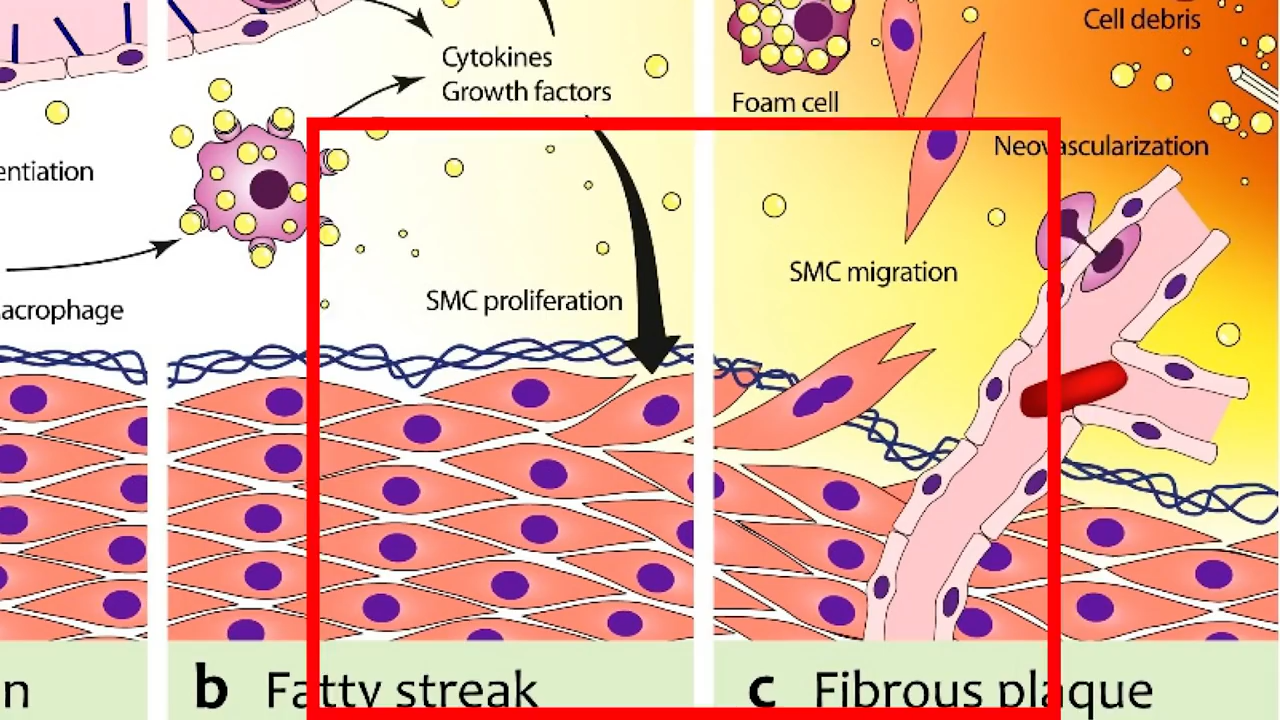 Cell debris
Cytokines
Growth factors
Foam cell
Neovascularization
entiation
SMC migration
SMC proliferation
acrophage
n
b Fatty streak
c Fibrous plaque